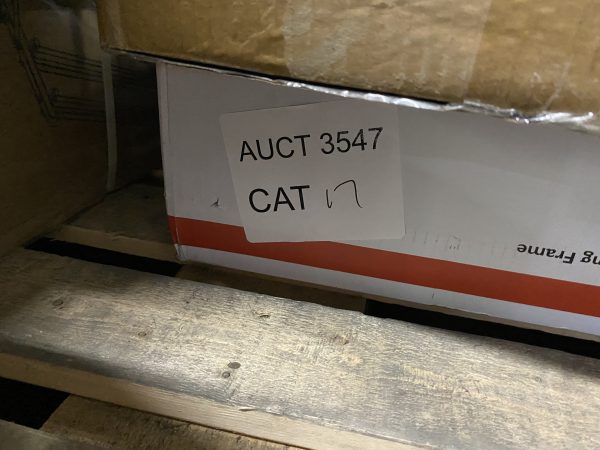 AUCT 3547
CAT 17
ng Frame